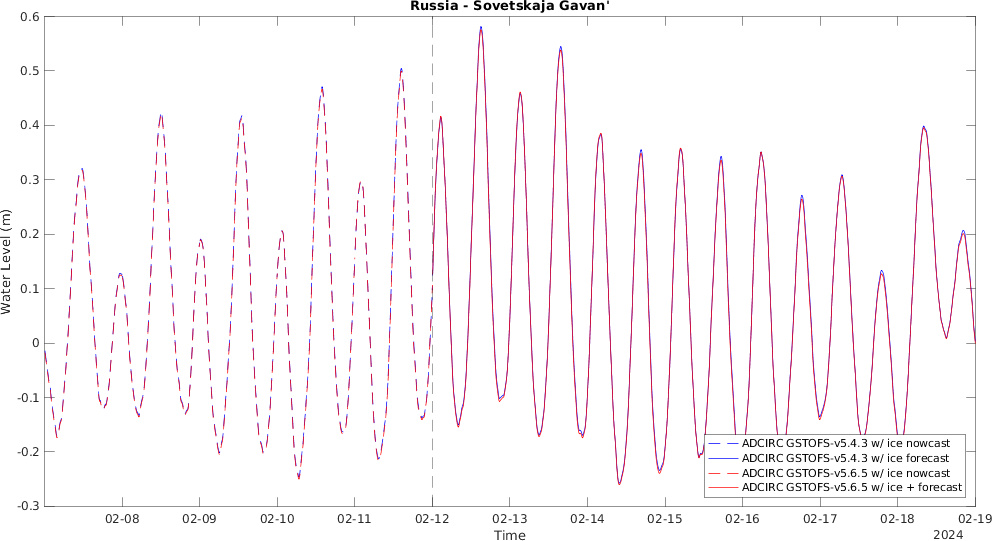 Russia - Sovetskaja Gavan'
0.6
0.5
0.4
0.3
0.2
0.1
0
-0.1
-0.2
-0.3
Water Level (m)
ADCIRC GSTOFS-v5.4.3 w/ ice nowcast
ADCIRC GSTOFS-v5.4.3 w/ ice forecast
ADCIRC GSTOFS-v5.6.5 w/ ice nowcast
ADCIRC GSTOFS-v5.6.5 w/ ice + forecast
02-08 02-09 02-10 02-11 02-12 02-13 02-14 02-15 02-16 02-17 02-18 02-19
Time
2024